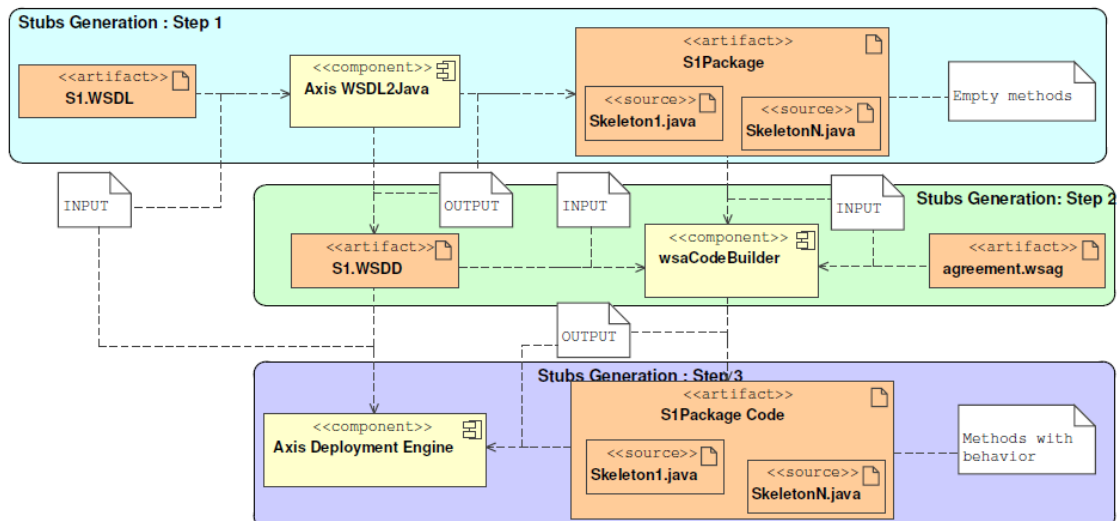 Stubs Generation : Step 1
<<artifact>>
S1.WSDL
<<component>>
Axis WSDL2Java
<<artifact>>
S1Package
<<source>>
Skeleton1.java
<<source>>
SkeletonN.java
Empty methods
INPUT
OUTPUT
INPUT
INPUT
Stubs Generation: Step 2
<<artifact>>
S1.WSDD
<<component>>
wsaCodeBuilder
<<artifact>>
agreement.wsag
OUTPUT
Stubs Generation : Step 3
<<component>>
Axis Deployment Engine
<<artifact>>
S1Package Code
<<source>>
Skeleton1.java
<<source>>
SkeletonN.java
Methods with
behavior